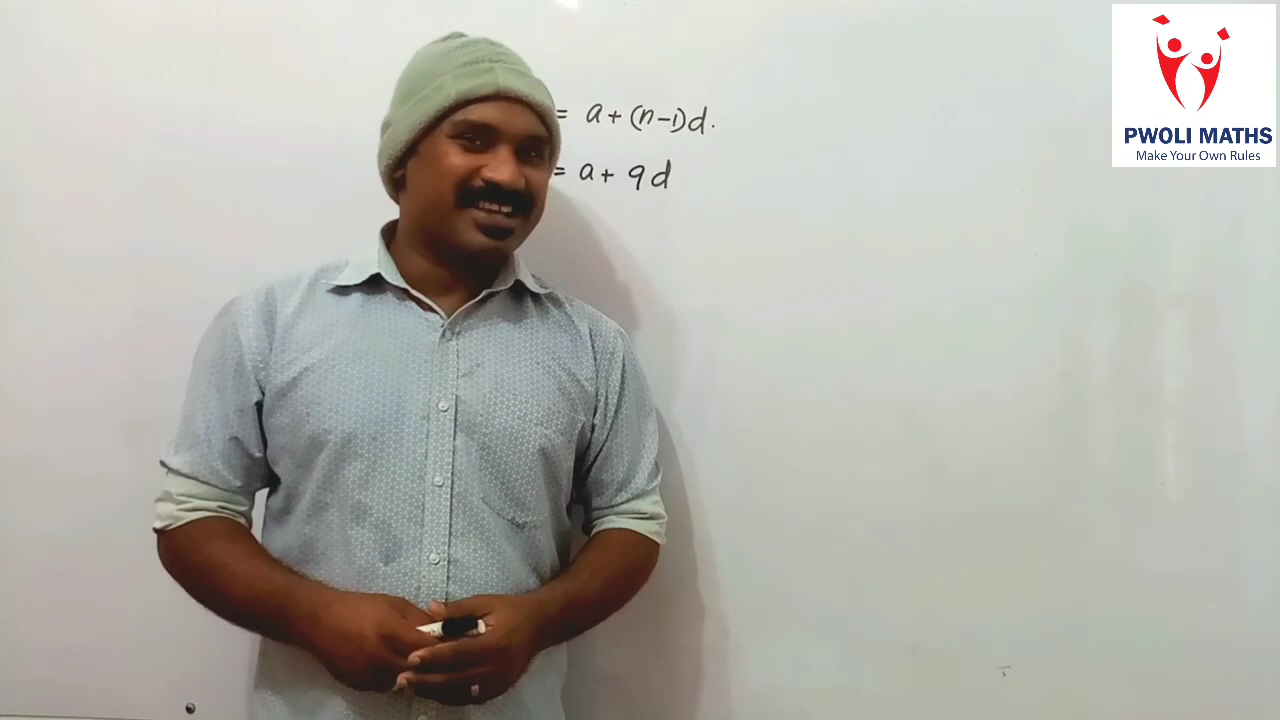 = a + (n-1)d.
= a + 9d
PWOLI MATHS
Make Your Own Rules